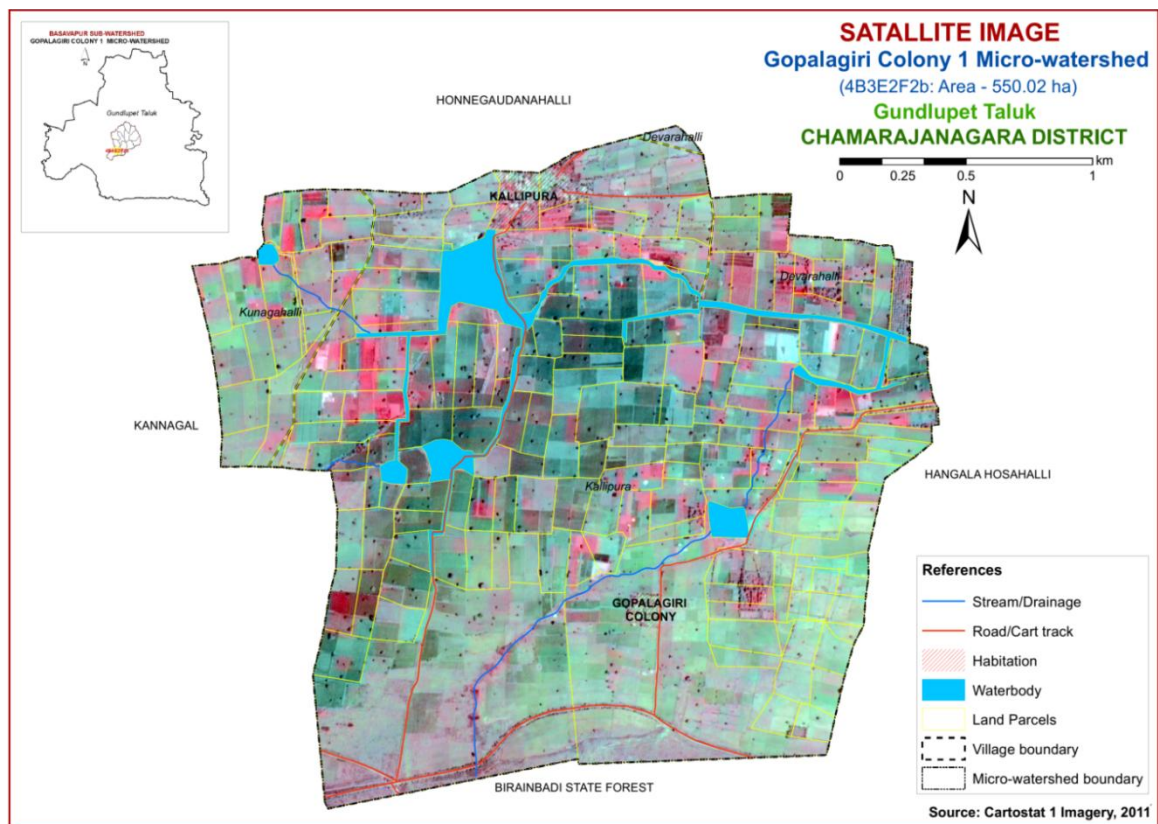 BASAVAPUR SUB-WATERSHED
GOPALAGIRI COLONY 1 MICRO-WATERSHED
N
Gundlupet Taluk
SATALLITE IMAGE
Gopalagiri Colony 1 Micro-watershed
(4B3E2F2b: Area - 550.02 ha)
Gundlupet Taluk
CHAMARAJANAGARA DISTRICT
km
0 0.25 0.5 1
N
HONNEGAUDANAHALLI
Devarahalli
KALLIPURA
Devarahalli
Kunagahalli
KANNAGAL
HANGALA HOSAHALLI
Kallipura
GOPALAGIRI
COLONY
BIRAINBADI STATE FOREST
References
Stream/Drainage
Road/Cart track
Habitation
Waterbody
Land Parcels
Village boundary
Micro-watershed boundary
Source: Cartostat 1 Imagery, 2011